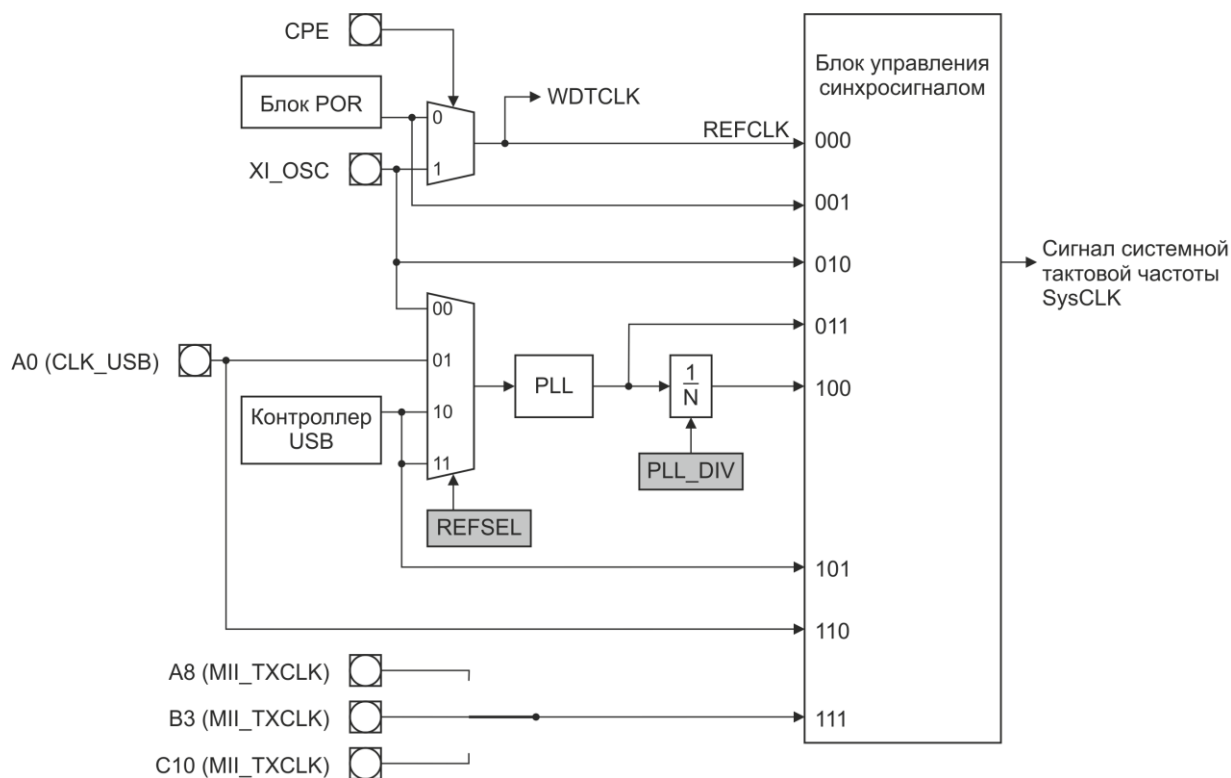 CPE
Блок управления
синхросигналом
Блок POR
0
WDTCLK
REFCLK
000
XI_OSC
1
001
010
Сигнал системной
тактовой частоты
SysCLK
00
011
A0 (CLK_USB)
01
PLL
1
N
100
Контроллер
USB
10
11
PLL_DIV
REFSEL
101
110
A8 (MII_TXCLK)
B3 (MII_TXCLK)
111
C10 (MII_TXCLK)